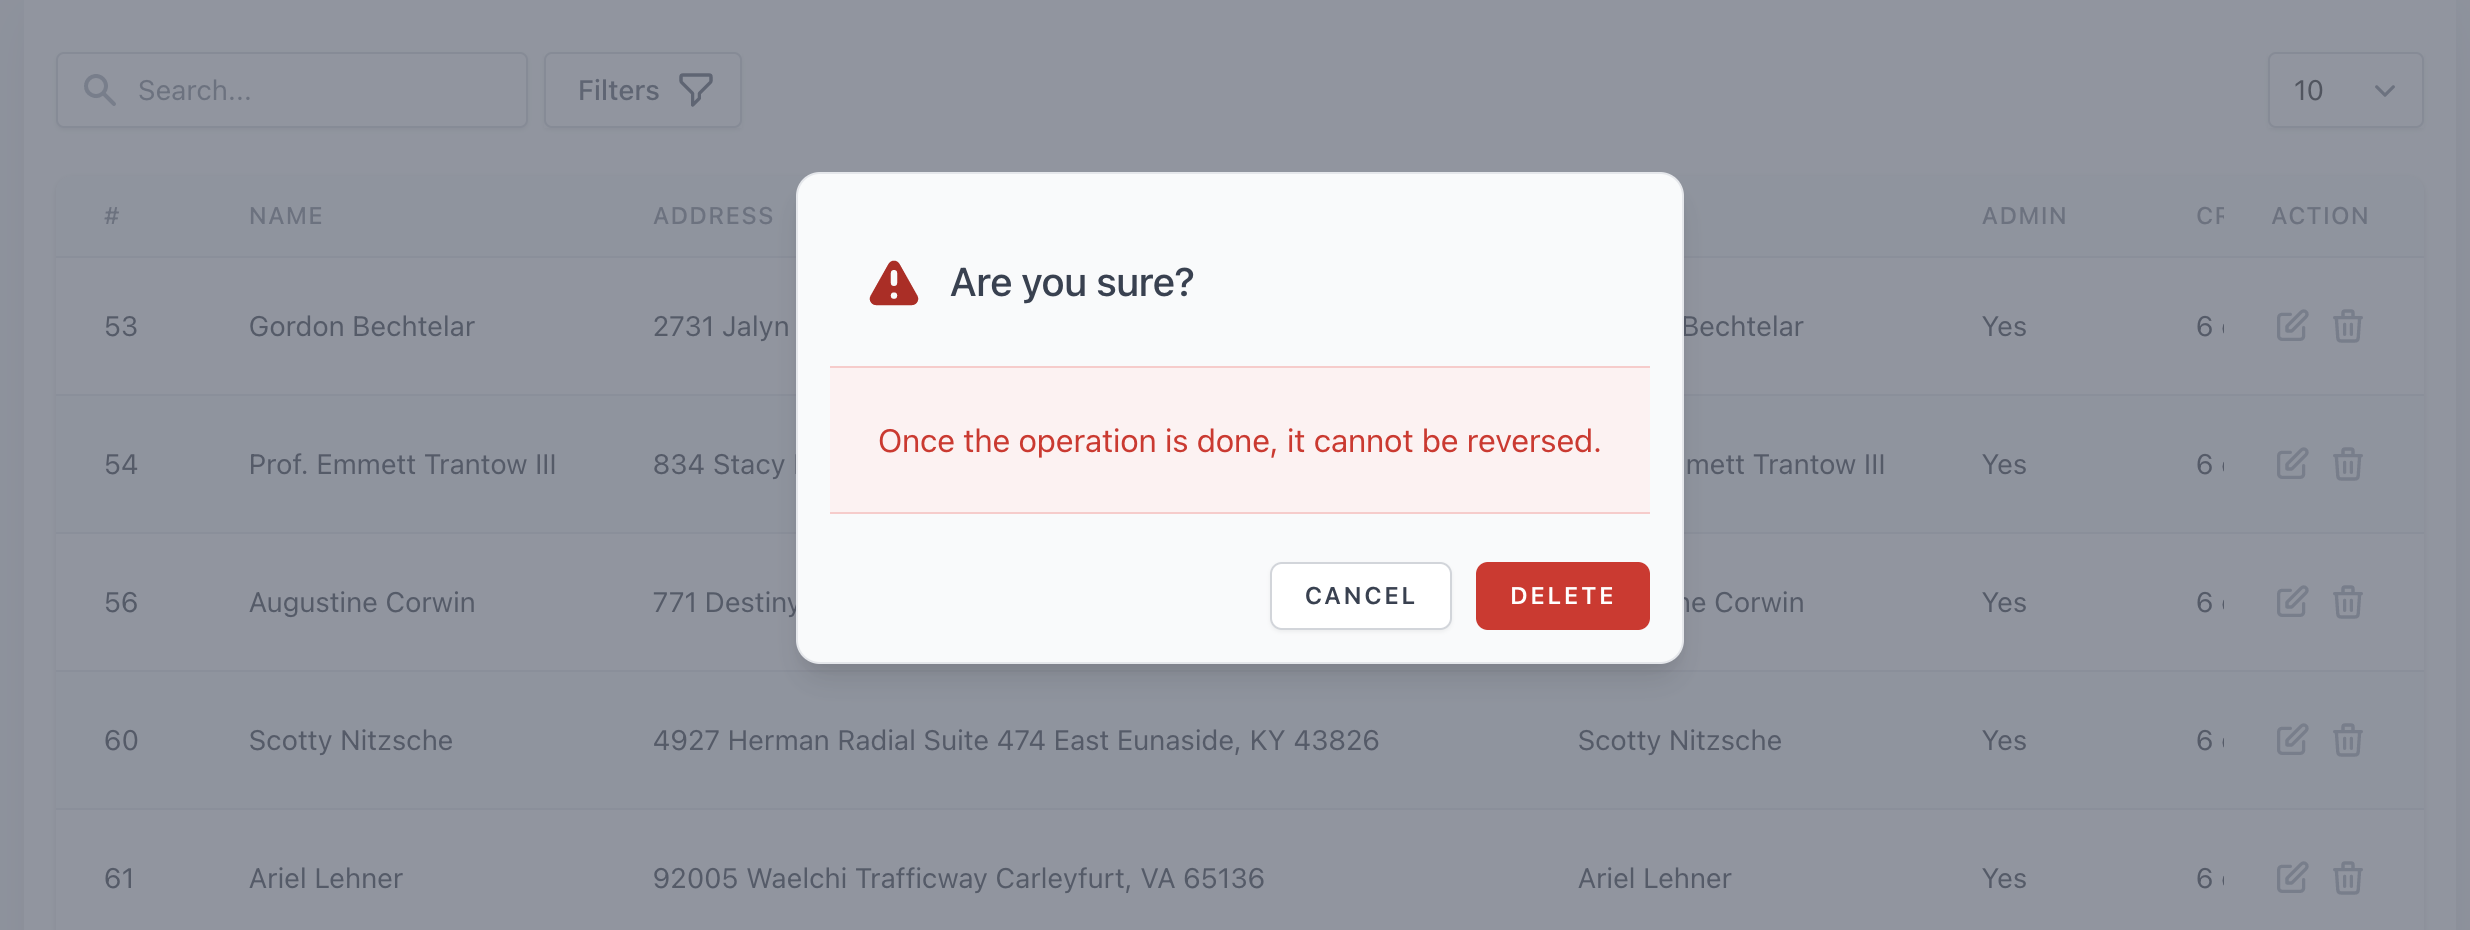 Search...
Filters
10
# NAME ADDRESS ADMIN ACTION
Are you sure?
53 Gordon Bechtelar 2731 Jalyn Bechtelar Yes 6
Once the operation is done, it cannot be reversed.
54 Prof. Emmett Trantow III 834 Stacy Trantow III Yes 6
CANCEL DELETE
56 Augustine Corwin 771 Destiny Corwin Yes 6
60 Scotty Nitzsche 4927 Herman Radial Suite 474 East Eunaside, KY 43826 Scotty Nitzsche Yes 6
61 Ariel Lehner 92005 Waelchi Trafficway Carleyfurt, VA 65136 Ariel Lehner Yes 6